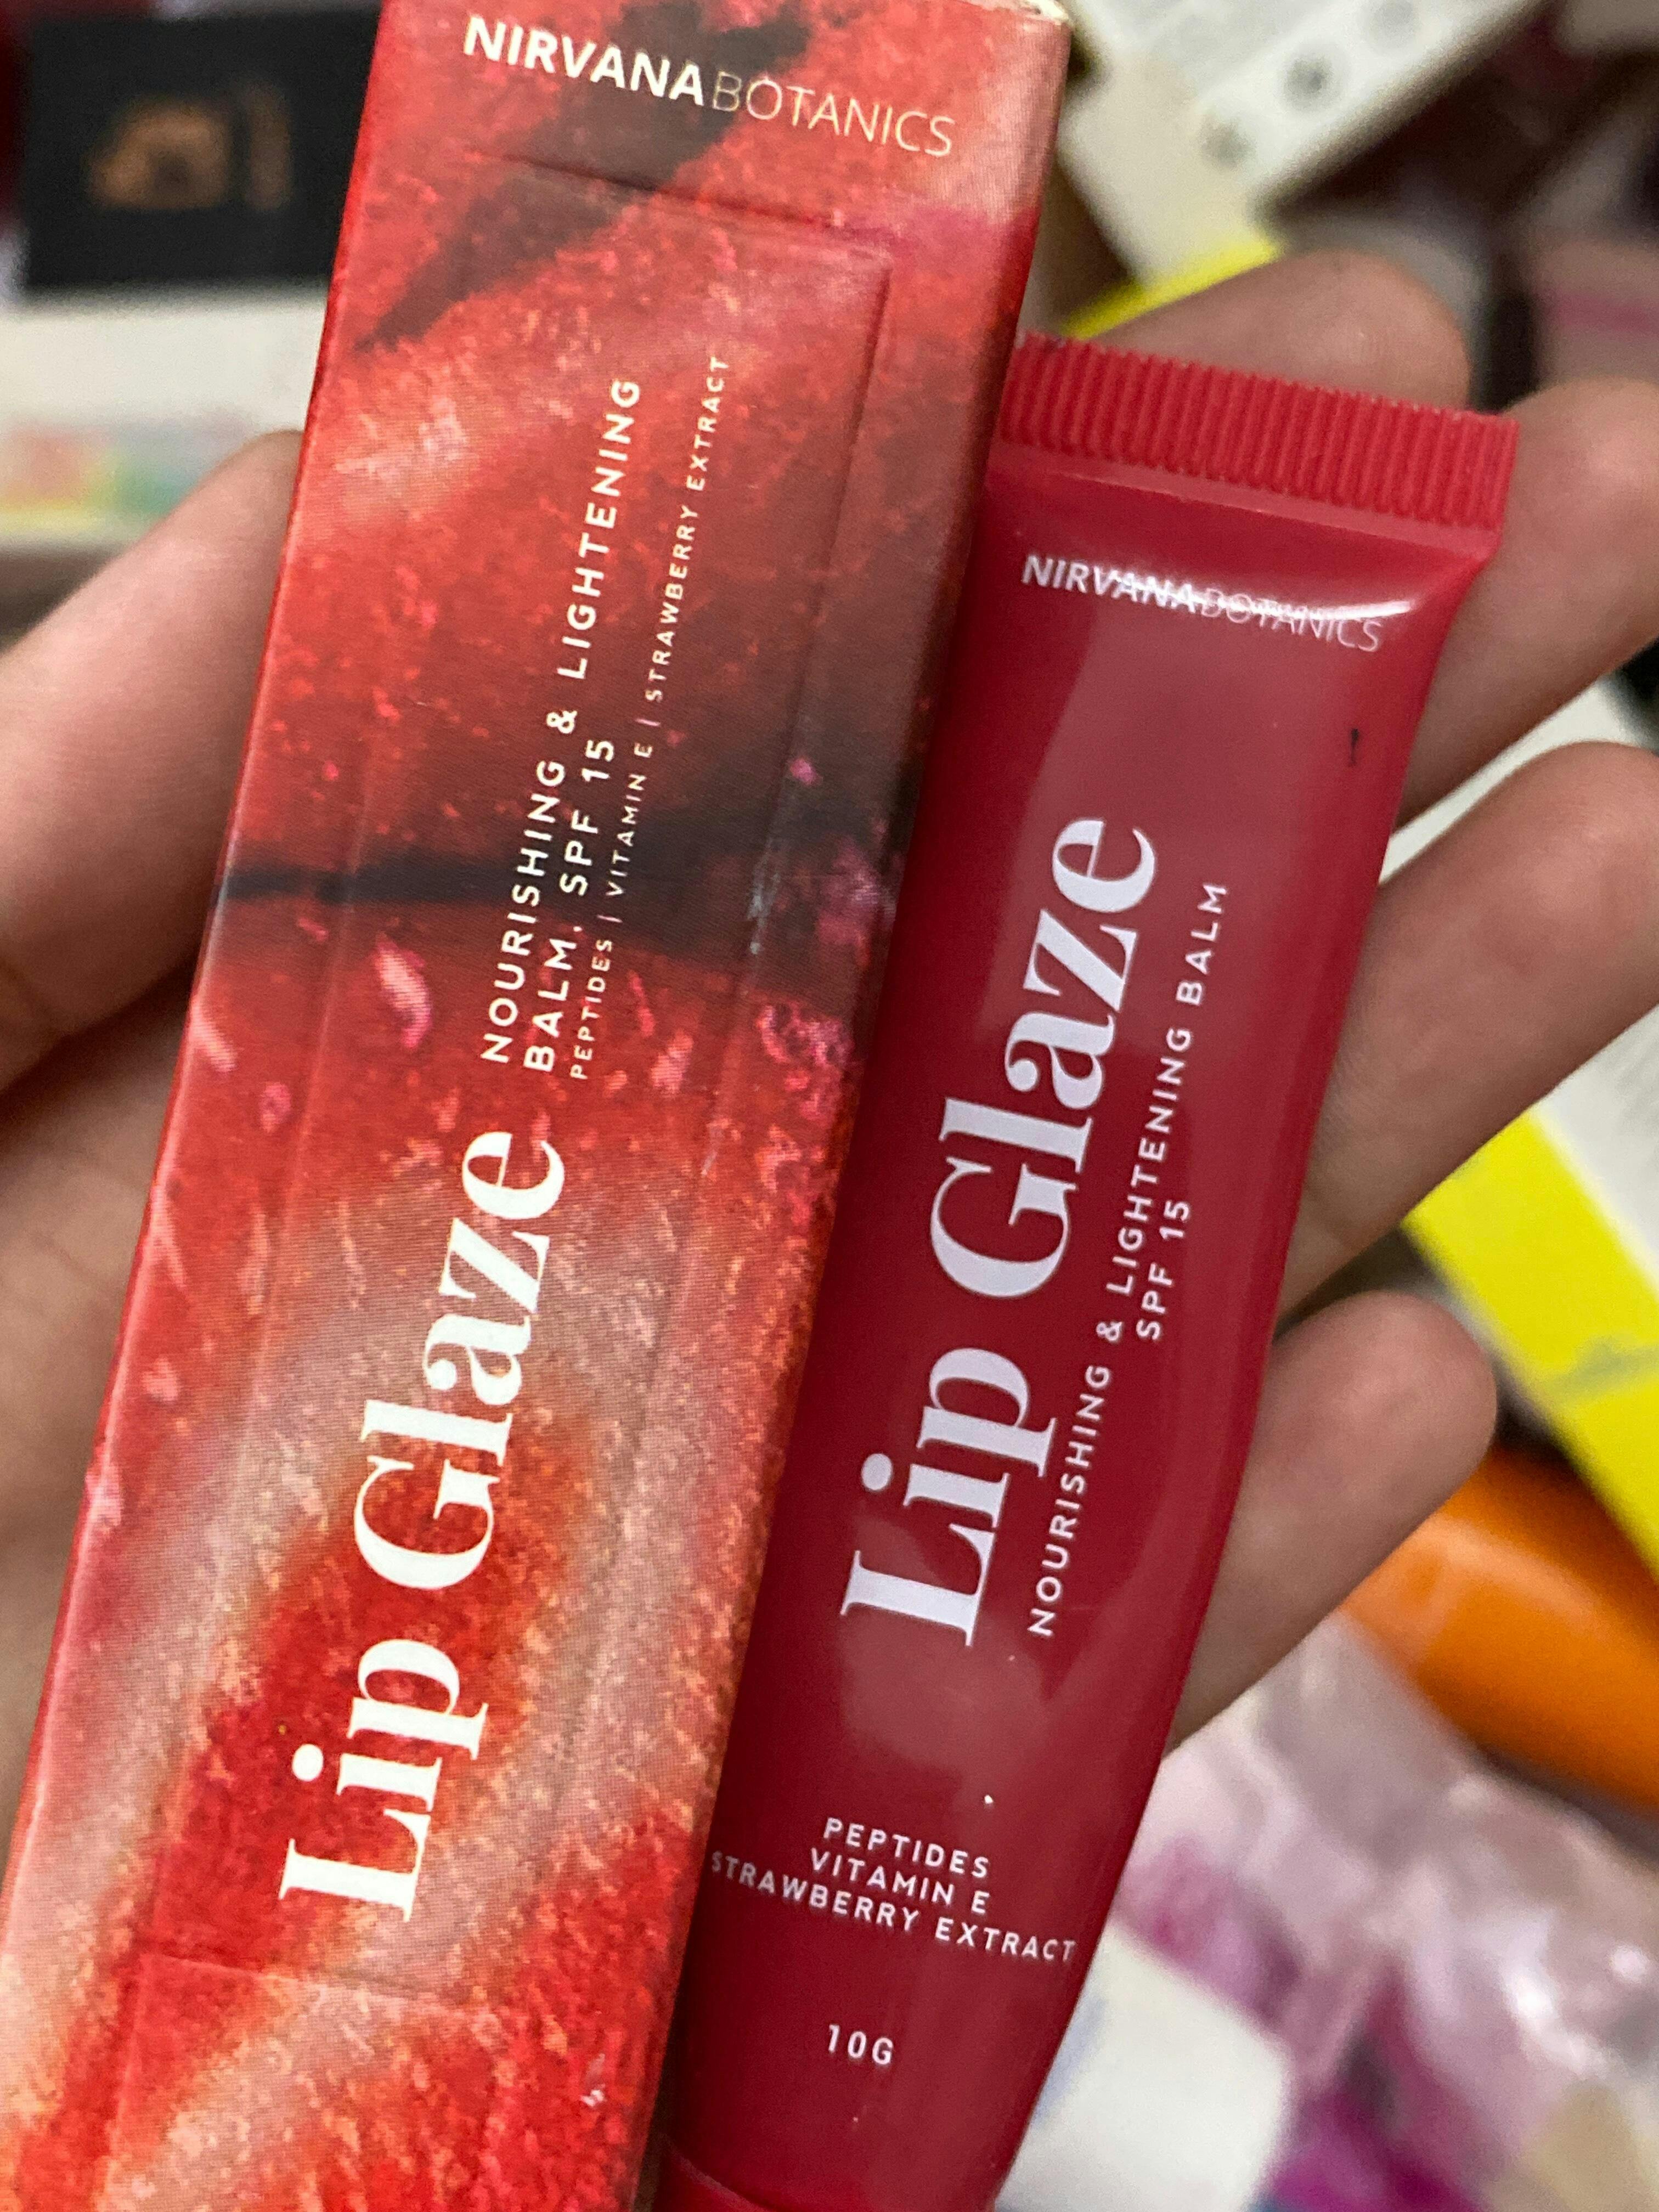 NIRVANABOTANICS
Lip Glaze
NOURISHING & LIGHTENING
BALM. SPF 15
PEPTIDES | VITAMIN E | STRAWBERRY EXTRACT
NIRVANABOTANICS
Lip Glaze
NOURISHING & LIGHTENING BALM
SPF 15
PEPTIDES
VITAMIN E
STRAWBERRY EXTRACT
10G